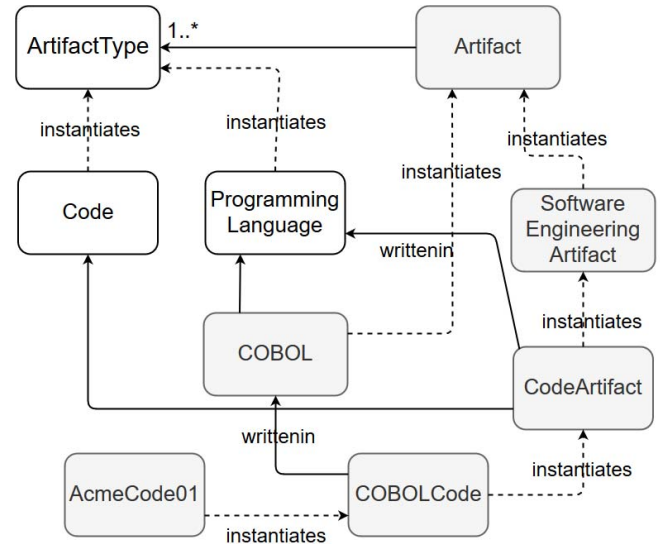 1..*
ArtifactType
Artifact
instantiates
instantiates
instantiates
instantiates
Code
Programming
Language
Software
Engineering
Artifact
writtenin
instantiates
COBOL
CodeArtifact
writtenin
instantiates
AcmeCode01
COBOLCode
instantiates